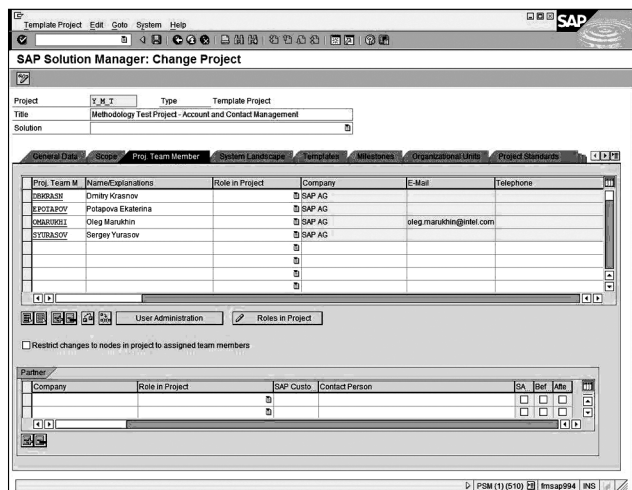 Template Project Edit Goto System Help
SAP
SAP Solution Manager: Change Project
Project Y_M_T Type Template Project
Title Methodology Test Project - Account and Contact Management
Solution
General Data Scope Proj. Team Member System Landscape Templates Milestones Organizational Units Project Standards
Proj. Team M Name/Explanations Role in Project Company E-Mail Telephone
DBKRASN Dmitry Krasnov SAP AG
EPOTAPOV Potapova Ekaterina SAP AG
OMARUKHI Oleg Marukhin SAP AG oleg.marukhin@intel.com
SYURASOV Sergey Yurasov SAP AG
User Administration Roles in Project
Restrict changes to nodes in project to assigned team members
Partner
Company Role in Project SAP Custo Contact Person SA.. Bef.. Afte..
PSM (1) (510) fmsap994 INS